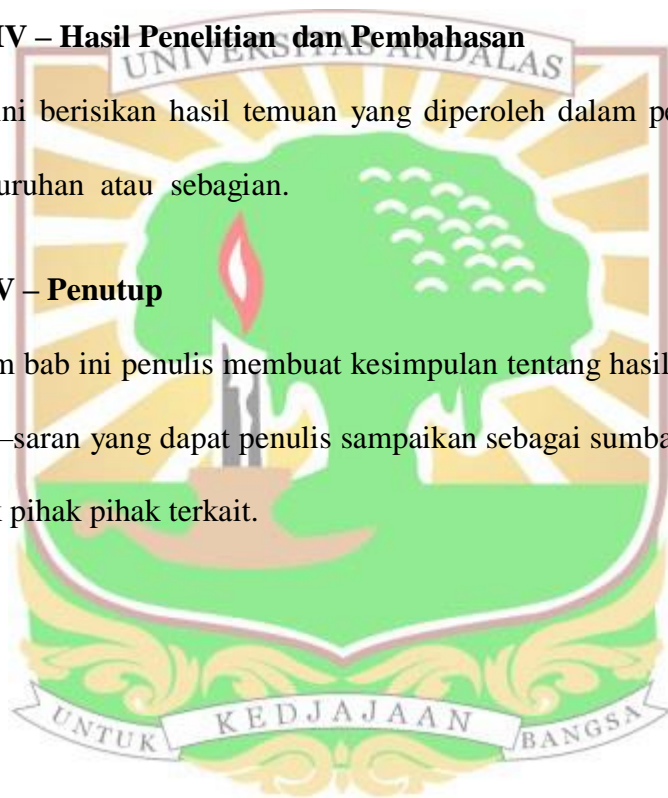 IV – Hasil Penelitian dan Pembahasan
UNIVERSITAS ANDALAS
ini berisikan hasil temuan yang diperoleh dalam pe
uruhan atau sebagian.
V – Penutup
m bab ini penulis membuat kesimpulan tentang hasil
–saran yang dapat penulis sampaikan sebagai sumba
k pihak pihak terkait.
UNTUK KEDJAJAAN BANGSA